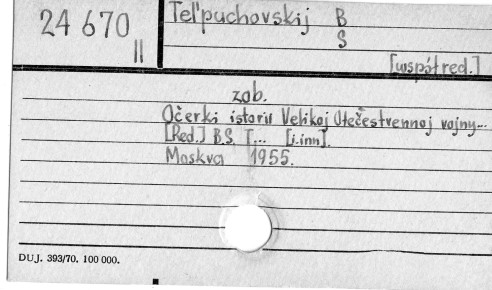 24 670
II
Tel'puchovskij B
S
[współred.]
zob.
Očerki istorii Velikoj Otečestvennoj vojny...
[Red.] B.S. T... [i inn].
Moskva 1955.
DUJ. 393/70. 100 000.